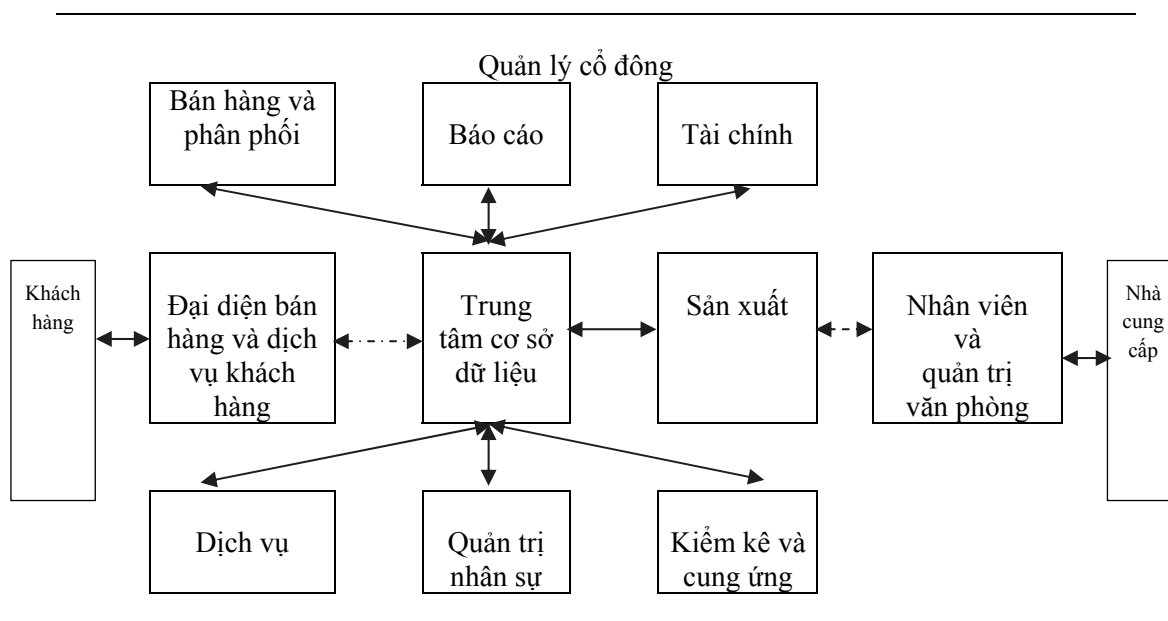 Quản lý cổ đông
Bán hàng và
phân phối
Báo cáo
Tài chính
Khách
hàng
Đại diện bán
hàng và dịch
vụ khách
hàng
Trung
tâm cơ sở
dữ liệu
Sản xuất
Nhân viên
và
quản trị
văn phòng
Nhà
cung
cấp
Dịch vụ
Quản trị
nhân sự
Kiểm kê và
cung ứng